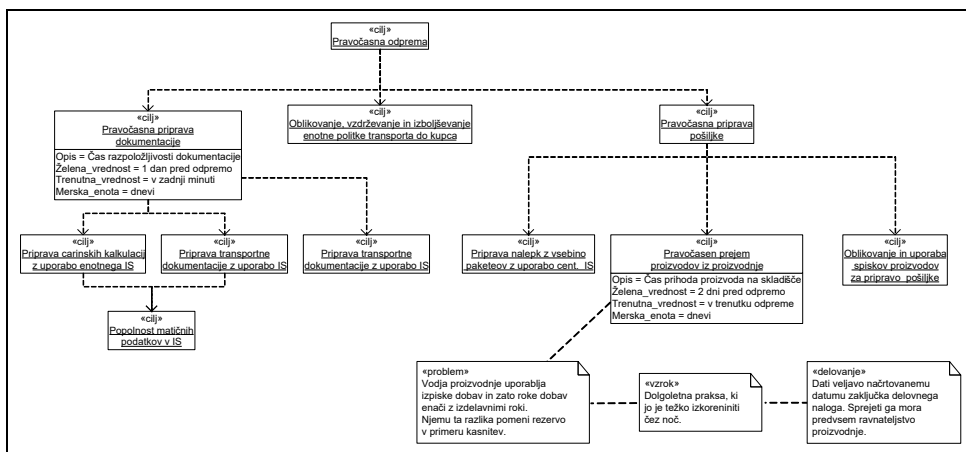 «cilj»
Pravočasna odprema
«cilj»
Pravočasna priprava
dokumentacije
Opis = Čas razpoložljivosti dokumentacije
Želena_vrednost = 1 dan pred odpremo
Trenutna_vrednost = v zadnji minuti
Merska_enota = dnevi
«cilj»
Oblikovanje, vzdrževanje in izboljševanje
enotne politke transporta do kupca
«cilj»
Pravočasna priprava
pošiljke
«cilj»
Priprava carinskih kalkulacij
z uporabo enotnega IS
«cilj»
Priprava transportne
dokumentacije z uporabo IS
«cilj»
Priprava transportne
dokumentacije z uporabo IS
«cilj»
Priprava nalepk z vsebino
paketeov z uporabo cent. IS
«cilj»
Pravočasen prejem
proizvodov iz proizvodnje
Opis = Čas prihoda proizvoda na skladišče
Želena_vrednost = 2 dni pred odpremo
Trenutna_vrednost = v trenutku odpreme
Merska_enota = dnevi
«cilj»
Oblikovanje in uporaba
spiskov proizvodov
za pripravo pošiljke
«cilj»
Popolnost matičnih
podatkov v IS
«problem»
Vodja proizvodnje uporablja
izpiske dobav in zato roke dobav
enači z izdelavnimi roki.
Njemu ta razlika pomeni rezervo
v primeru kasnitev.
«vzrok»
Dolgoletna praksa, ki
jo je težko izkoreniniti
čez noč.
«delovanje»
Dati veljavo načrtovanemu
datumu zaključka delovnega
naloga. Sprejeti ga mora
predvsem ravnateljstvo
proizvodnje.